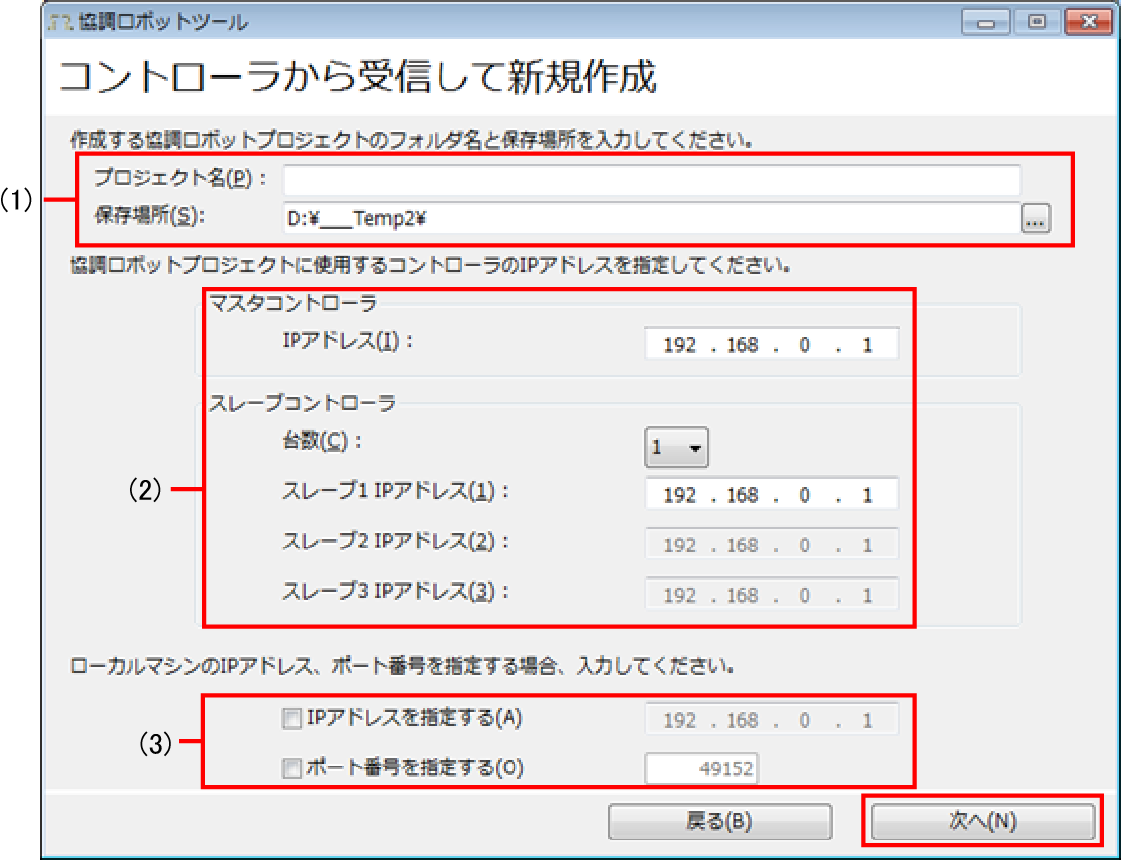 協調ロボットツール
コントローラから受信して新規作成
作成する協調ロボットプロジェクトのフォルダ名と保存場所を入力してください。
(1)
プロジェクト名(P)：
保存場所(S):
D:¥___Temp2¥
...
協調ロボットプロジェクトに使用するコントローラのIPアドレスを指定してください。
マスタコントローラ
IPアドレス(I)：
192 . 168 . 0 . 1
スレーブコントローラ
台数(C)：
1
(2)
スレーブ1 IPアドレス(1)：
192 . 168 . 0 . 1
スレーブ2 IPアドレス(2)：
192 . 168 . 0 . 1
スレーブ3 IPアドレス(3)：
192 . 168 . 0 . 1
ローカルマシンのIPアドレス、ポート番号を指定する場合、入力してください。
(3)
IPアドレスを指定する(A)
192 . 168 . 0 . 1
ポート番号を指定する(O)
49152
戻る(B)
次へ(N)